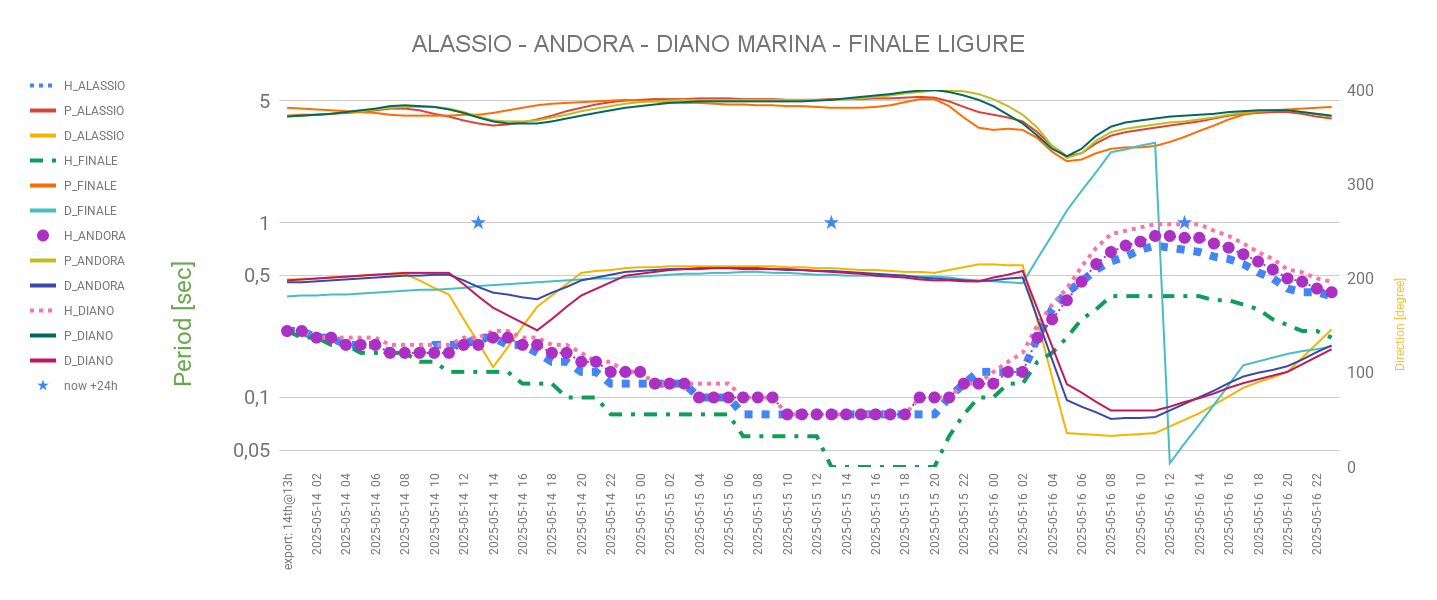 ALASSIO - ANDORA - DIANO MARINA - FINALE LIGURE
H_ALASSIO
P_ALASSIO
D_ALASSIO
H_FINALE
P_FINALE
D_FINALE
H_ANDORA
P_ANDORA
D_ANDORA
H_DIANO
P_DIANO
D_DIANO
now +24h
Period [sec]
5
1
0,5
0,1
0,05
400
300
200
100
0
Direction [degree]
export: 14th@13h
2025-05-14 02
2025-05-14 04
2025-05-14 06
2025-05-14 08
2025-05-14 10
2025-05-14 12
2025-05-14 14
2025-05-14 16
2025-05-14 18
2025-05-14 20
2025-05-14 22
2025-05-15 00
2025-05-15 02
2025-05-15 04
2025-05-15 06
2025-05-15 08
2025-05-15 10
2025-05-15 12
2025-05-15 14
2025-05-15 16
2025-05-15 18
2025-05-15 20
2025-05-15 22
2025-05-16 00
2025-05-16 02
2025-05-16 04
2025-05-16 06
2025-05-16 08
2025-05-16 10
2025-05-16 12
2025-05-16 14
2025-05-16 16
2025-05-16 18
2025-05-16 20
2025-05-16 22